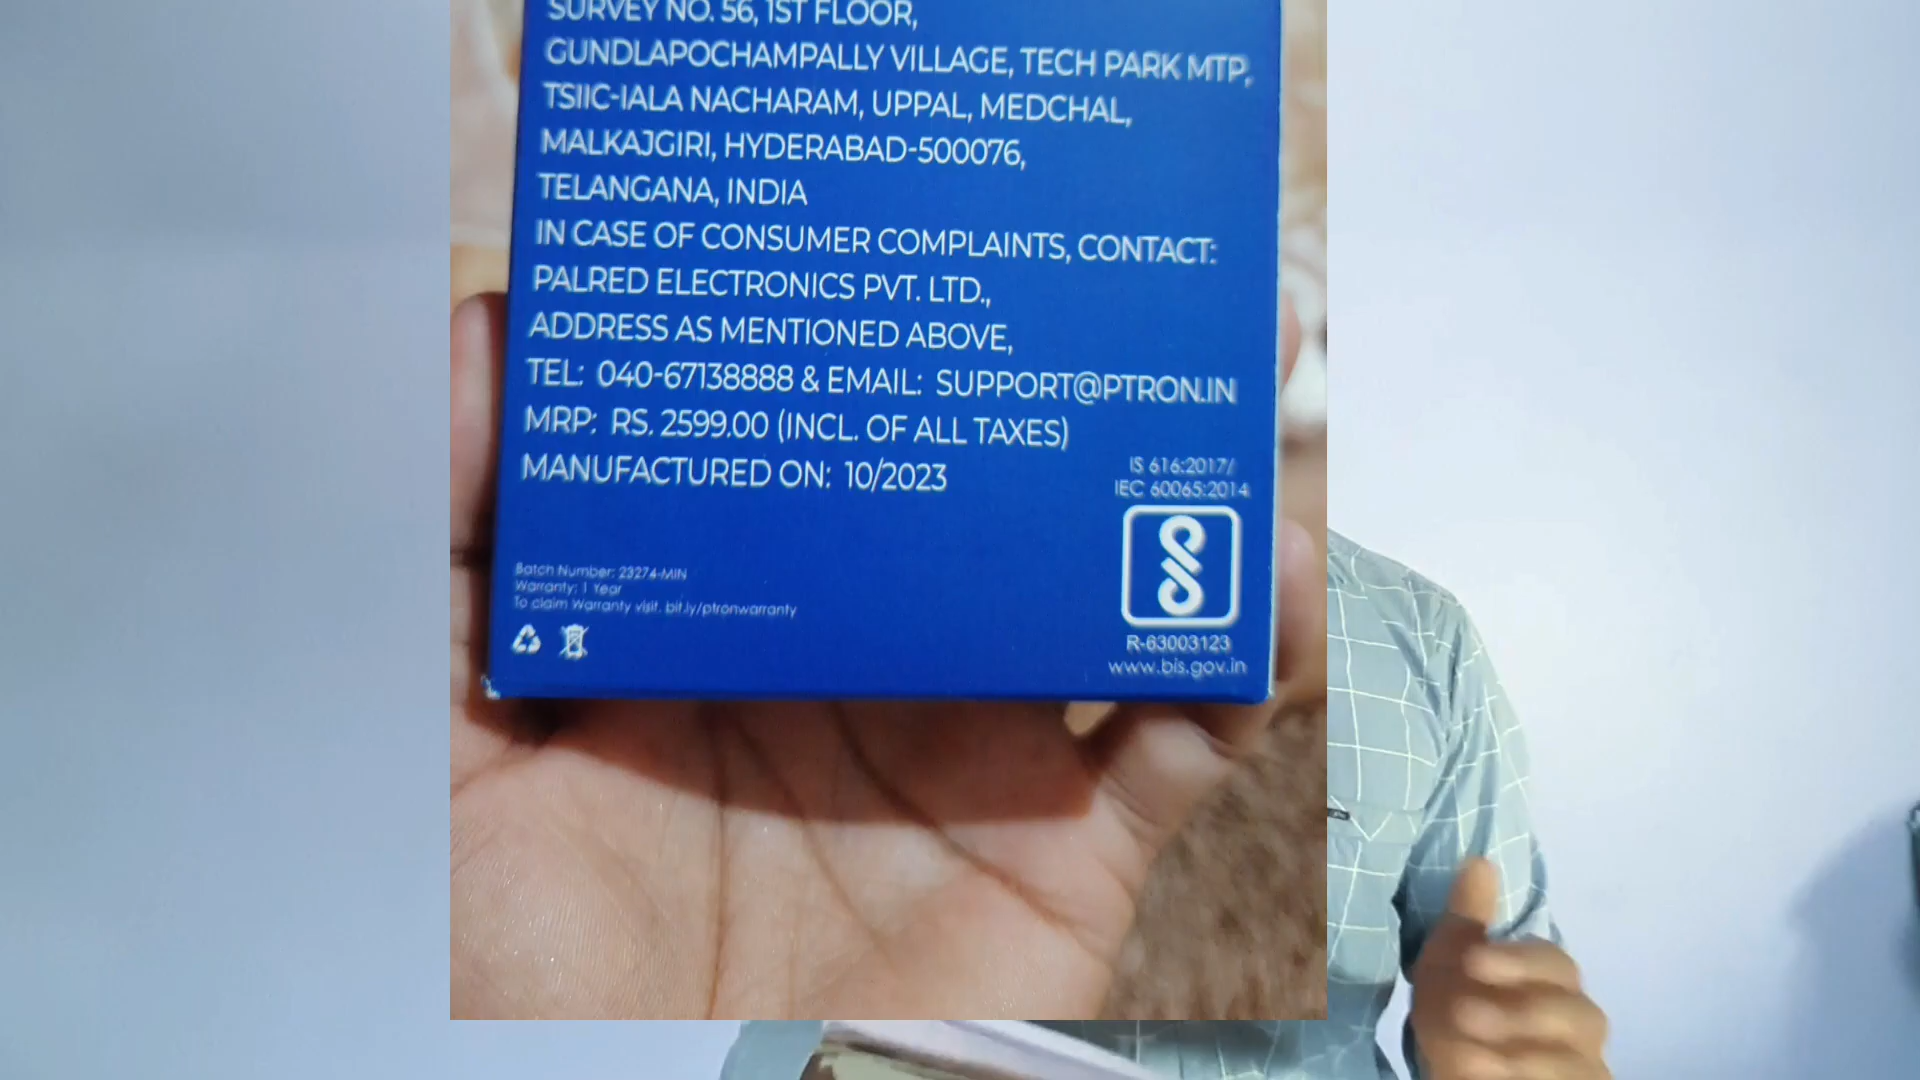 SURVEY NO. 56, 1ST FLOOR,
GUNDLAPOCHAMPALLY VILLAGE, TECH PARK MTP,
TSIIC-IALA NACHARAM, UPPAL, MEDCHAL,
MALKAJGIRI, HYDERABAD-500076,
TELANGANA, INDIA
IN CASE OF CONSUMER COMPLAINTS, CONTACT:
PALRED ELECTRONICS PVT. LTD.,
ADDRESS AS MENTIONED ABOVE,
TEL: 040-67138888 & EMAIL: SUPPORT@PTRON.IN
MRP: RS. 2599.00 (INCL. OF ALL TAXES)
MANUFACTURED ON: 10/2023
IS 616:2017/
IEC 60065:2014
Batch Number: 23274-MIN
Warranty: 1 Year
To claim Warranty visit. bit.ly/ptronwarranty
R-63003123
www.bis.gov.in